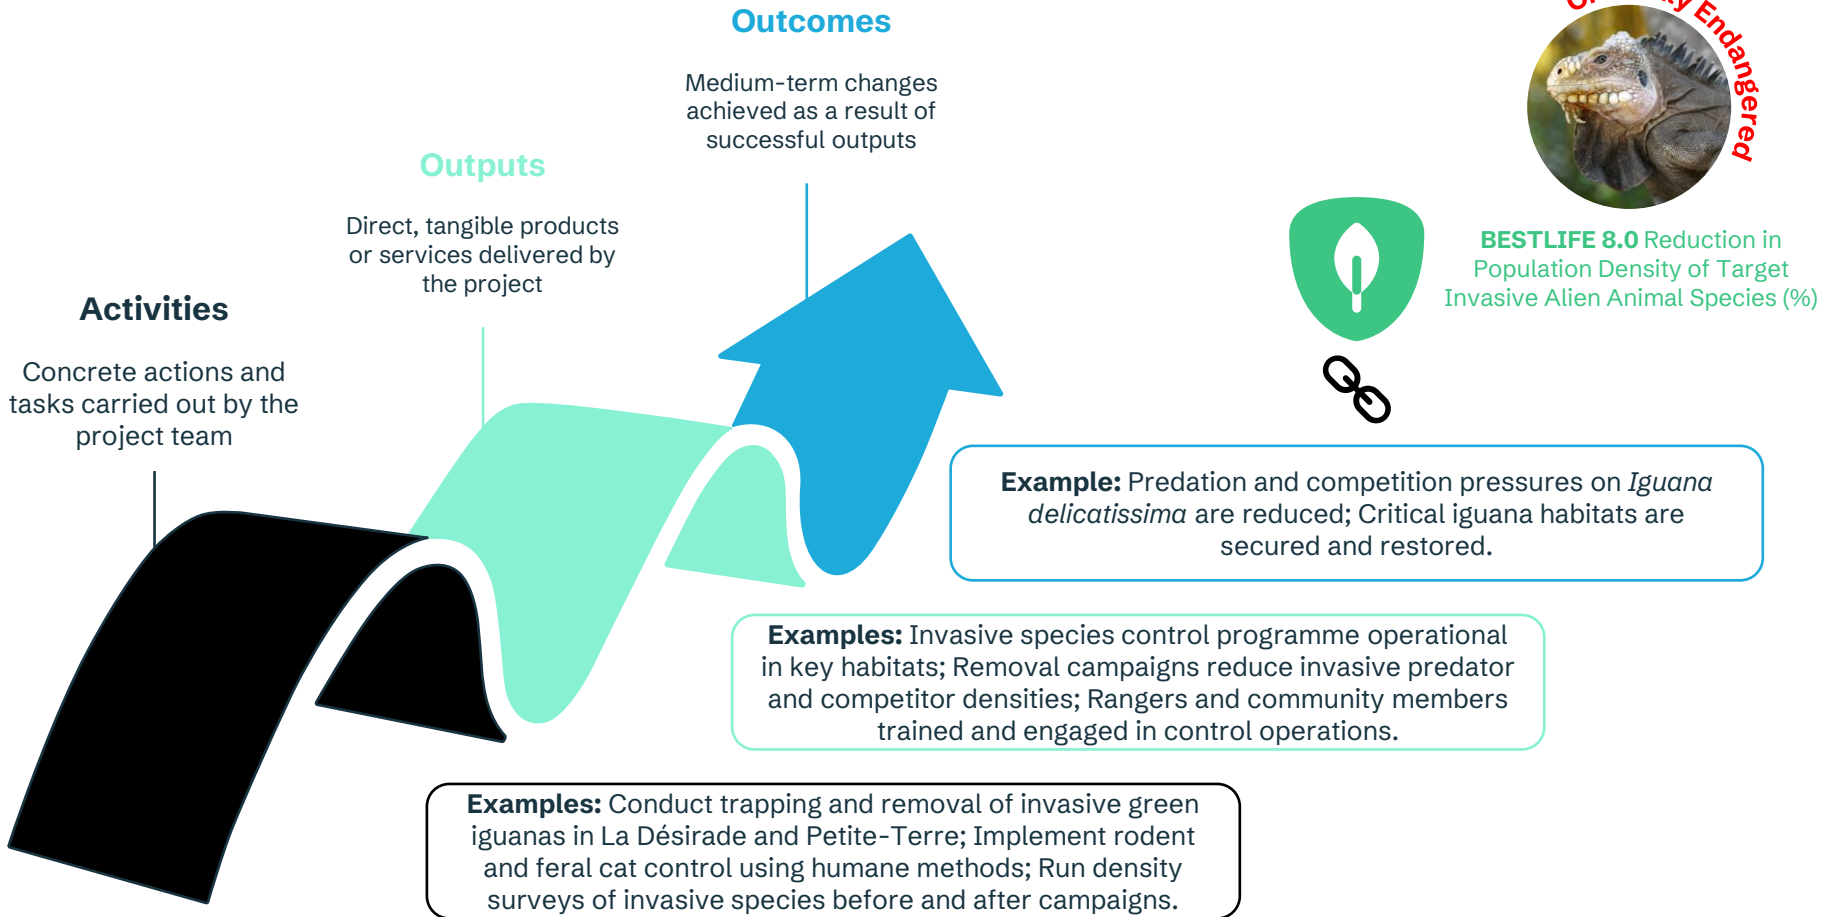 Outcomes
Medium-term changes
achieved as a result of
successful outputs
Outputs
Direct, tangible products
or services delivered by
the project
Activities
Concrete actions and
tasks carried out by the
project team
Endangered
BESTLIFE 8.0 Reduction in
Population Density of Target
Invasive Alien Animal Species (%)
Example: Predation and competition pressures on Iguana
delicatissima are reduced; Critical iguana habitats are
secured and restored.
Examples: Invasive species control programme operational
in key habitats; Removal campaigns reduce invasive predator
and competitor densities; Rangers and community members
trained and engaged in control operations.
Examples: Conduct trapping and removal of invasive green
iguanas in La Désirade and Petite-Terre; Implement rodent
and feral cat control using humane methods; Run density
surveys of invasive species before and after campaigns.